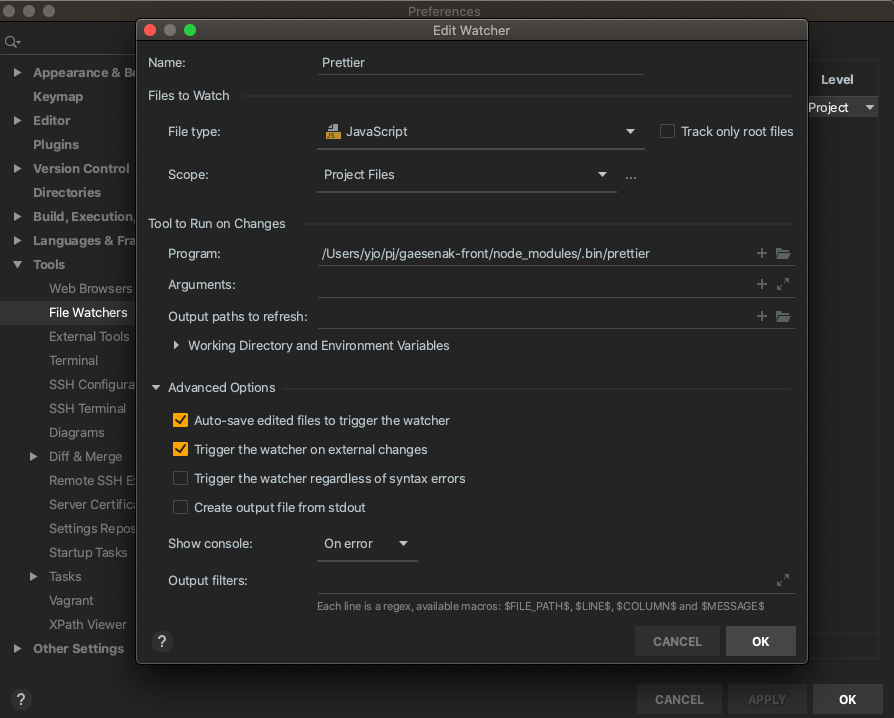 Preferences
Edit Watcher
Appearance &
Keymap
Editor
Plugins
Version Control
Directories
Build, Execution,
Languages &
Tools
Web Browsers
File Watchers
External Tools
Terminal
SSH
SSH Terminal
Diagrams
Diff & Merge
Remote SSH
Server
Settings
Startup Tasks
Tasks
Vagrant
XPath Viewer
Other Settings
Name:
Prettier
Files to Watch
File type:
JS
JavaScript
Track only root files
Scope:
Project Files
...
Tool to Run on Changes
Program:
/Users/yjo/pj/gaesenak-front/node_modules/.bin/prettier
Arguments:
Output paths to refresh:
Working Directory and Environment Variables
Advanced Options
Auto-save edited files to trigger the watcher
Trigger the watcher on external changes
Trigger the watcher regardless of syntax errors
Create output file from stdout
Show console:
On error
Output filters:
Each line is a regex, available macros: $FILE_PATH$, $LINE$, $COLUMN$ and $MESSAGE$
?
CANCEL
OK
Level
Project
?
CANCEL
APPLY
OK